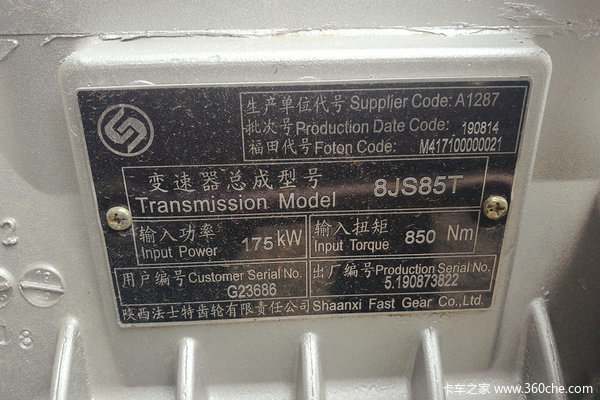 生产单位代号 Supplier Code: A1287
批次号 Production Date Code: 190814
福田代号 Foton Code: M417100000021
变速器总成型号
Transmission Model 8JS85T
输入功率
Input Power 175 kW
输入扭矩
Input Torque 850 Nm
用户编号 Customer Serial No.
G23686
出厂编号 Production Serial No.
5.190873822
陕西法士特齿轮有限责任公司 Shaanxi Fast Gear Co.,Ltd.
2
8
卡车之家 www.360che.com